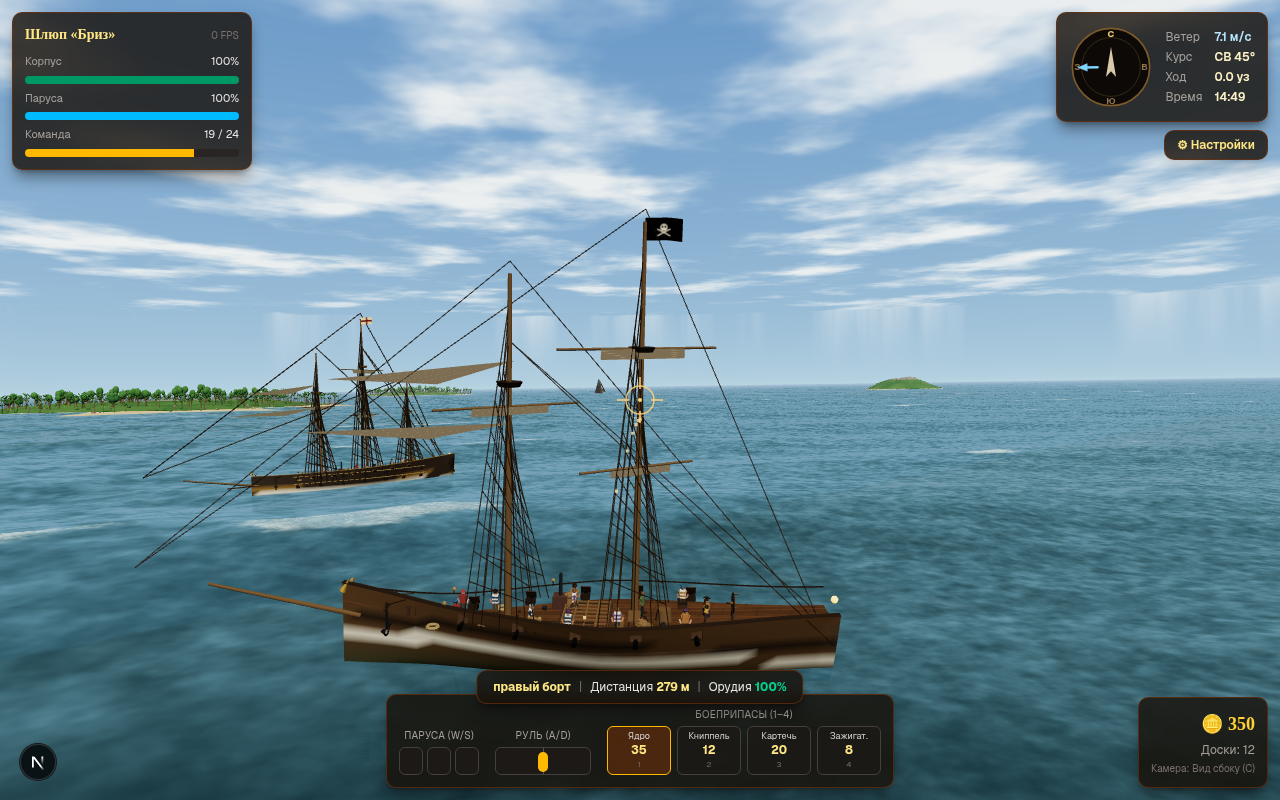 Шлюп «Бриз» 0 FPS
Корпус 100%
Паруса 100%
Команда 19 / 24
С
З В
Ю
Ветер 7.1 м/с
Курс СВ 45°
Ход 0.0 уз
Время 14:49
⚙ Настройки
правый борт | Дистанция 279 м | Орудия 100%
БОЕПРИПАСЫ (1–4)
ПАРУСА (W/S) РУЛЬ (A/D)
Ядро Книппель Картечь Зажигат.
35 12 20 8
1 2 3 4
350
Доски: 12
Камера: Вид сбоку (C)
N